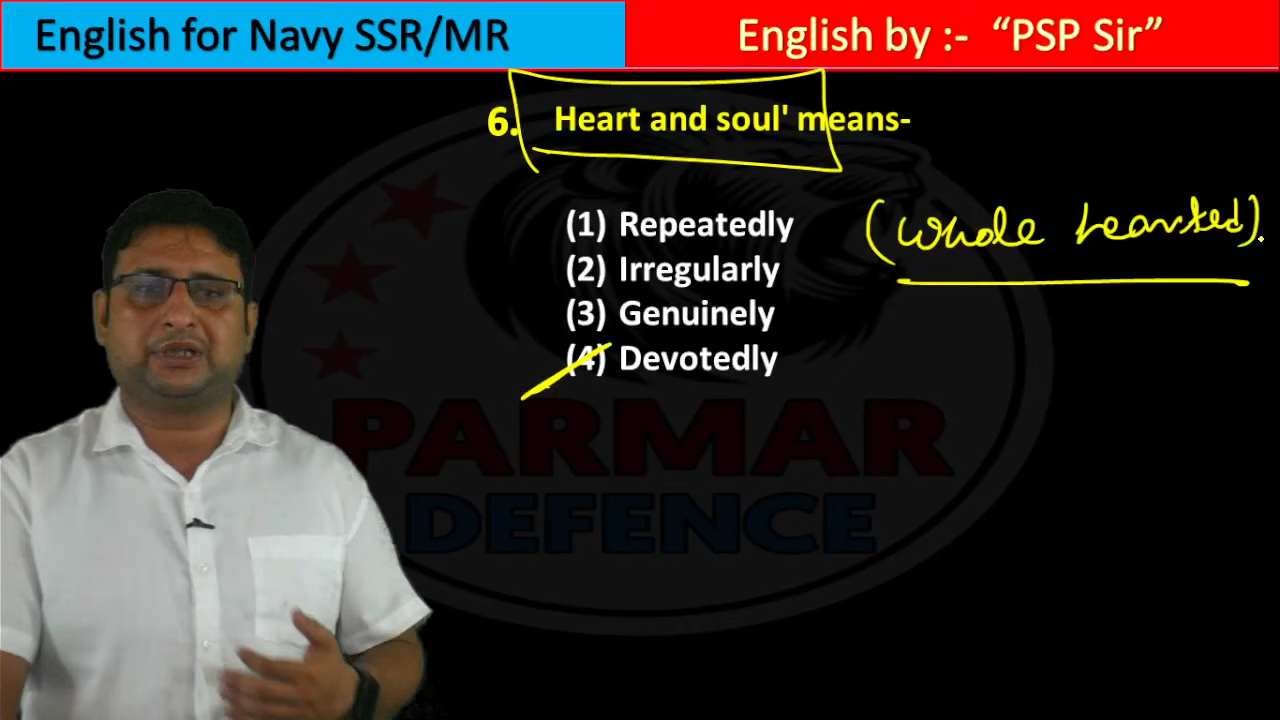 English for Navy SSR/MR
English by :- “PSP Sir”
6. Heart and soul' means-
(1) Repeatedly
(whole hearted)
(2) Irregularly
(3) Genuinely
(4) Devotedly
PARMAR
DEFENCE